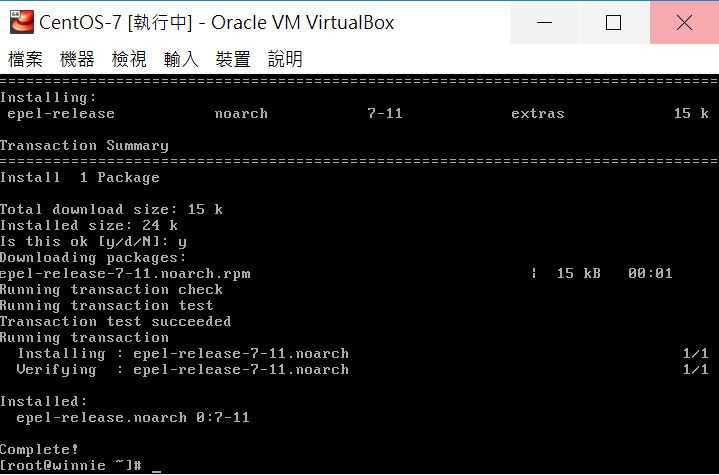 CentOS-7 [執行中] - Oracle VM VirtualBox
檔案 機器 檢視 輸入 裝置 說明
================================================================================
Installing:
 epel-release noarch 7-11 extras 15 k

Transaction Summary
================================================================================
Install  1 Package

Total download size: 15 k
Installed size: 24 k
Is this ok [y/d/N]: y
Downloading packages:
epel-release-7-11.noarch.rpm | 15 kB 00:01
Running transaction check
Running transaction test
Transaction test succeeded
Running transaction
  Installing : epel-release-7-11.noarch 1/1
  Verifying  : epel-release-7-11.noarch 1/1

Installed:
  epel-release.noarch 0:7-11

Complete!
[root@winnie ~]# _